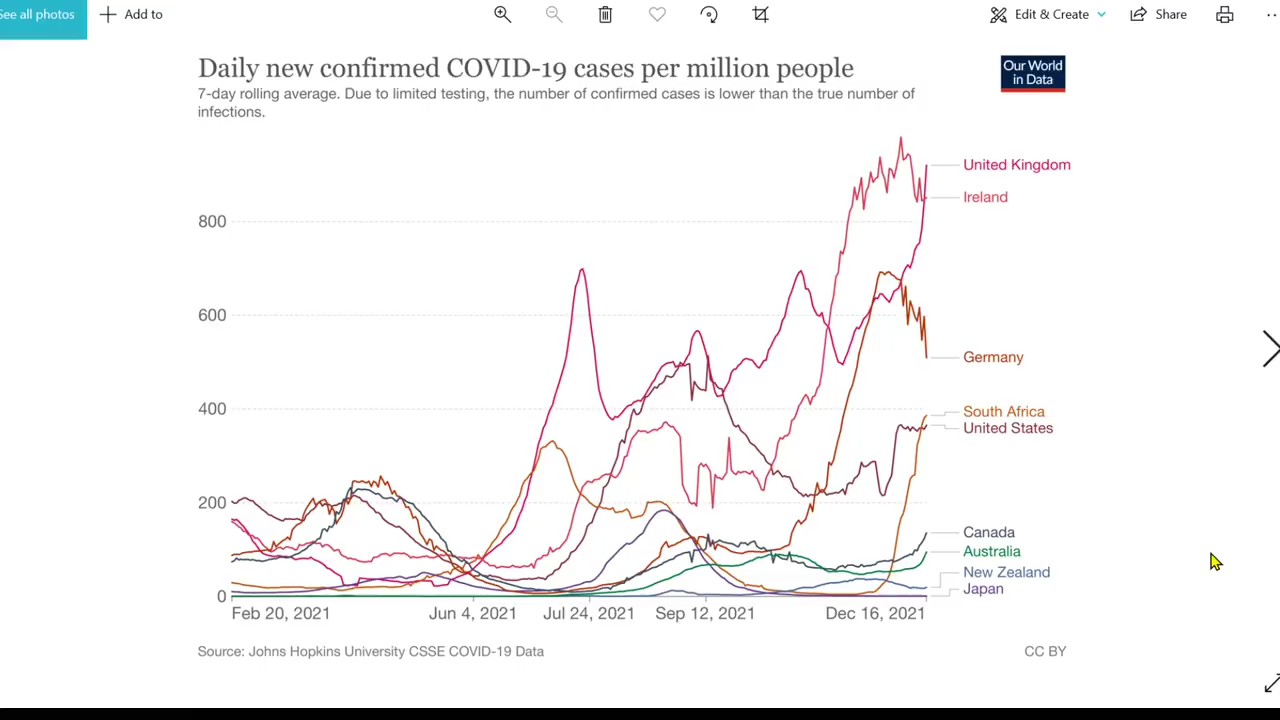 See all photos
Add to
Edit & Create
Share
Daily new confirmed COVID-19 cases per million people
7-day rolling average. Due to limited testing, the number of confirmed cases is lower than the true number of
infections.
Our World
in Data
United Kingdom
Ireland
800
600
Germany
400
South Africa
United States
200
Canada
Australia
New Zealand
Japan
0
Feb 20, 2021
Jun 4, 2021
Jul 24, 2021
Sep 12, 2021
Dec 16, 2021
Source: Johns Hopkins University CSSE COVID-19 Data
CC BY